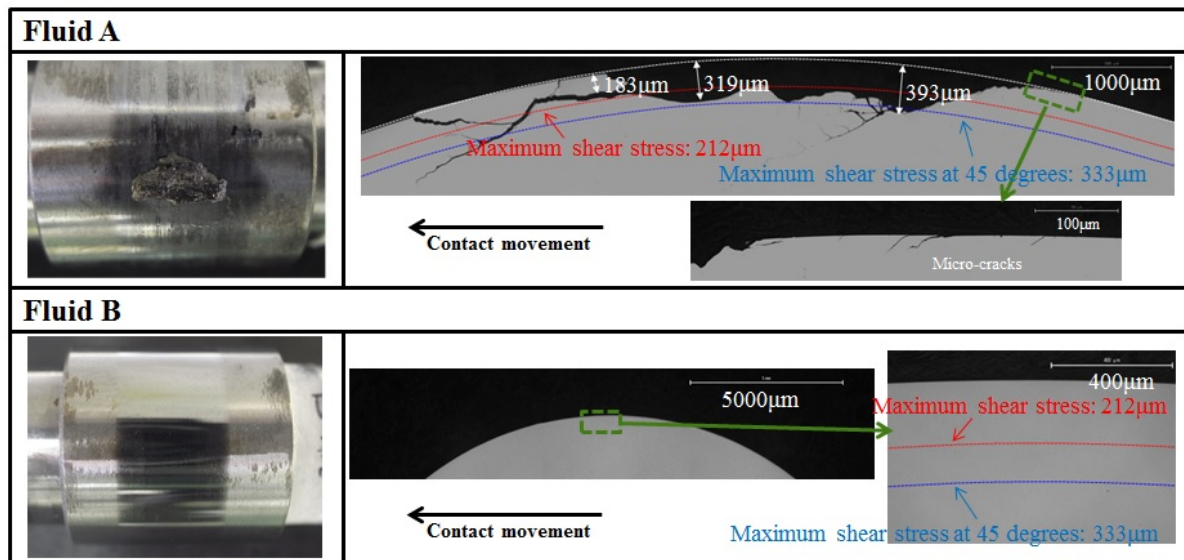 Fluid A
183μm
319μm
393μm
1000μm
Maximum shear stress: 212μm
Maximum shear stress at 45 degrees: 333μm
Contact movement
100μm
Micro-cracks
Fluid B
5000μm
400μm
Maximum shear stress: 212μm
Contact movement
Maximum shear stress at 45 degrees: 333μm